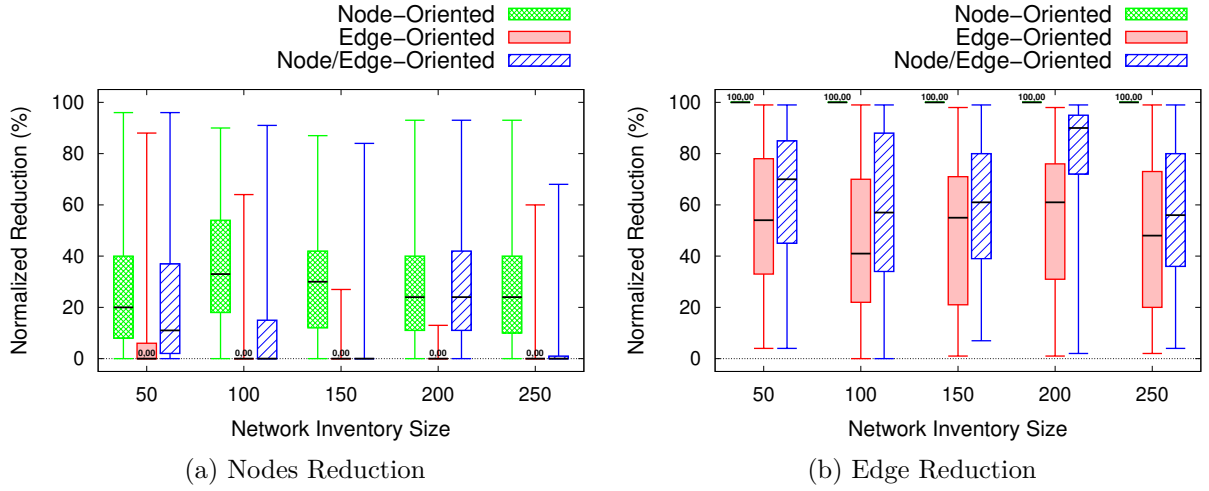 Node-Oriented
Edge-Oriented
Node/Edge-Oriented
Normalized Reduction (%)
100
80
60
40
20
0
0,00 0,00 0,00 0,00 0,00
50 100 150 200 250
Network Inventory Size
(a) Nodes Reduction
Node-Oriented
Edge-Oriented
Node/Edge-Oriented
Normalized Reduction (%)
100
80
60
40
20
0
100,00 100,00 100,00 100,00 100,00
50 100 150 200 250
Network Inventory Size
(b) Edge Reduction